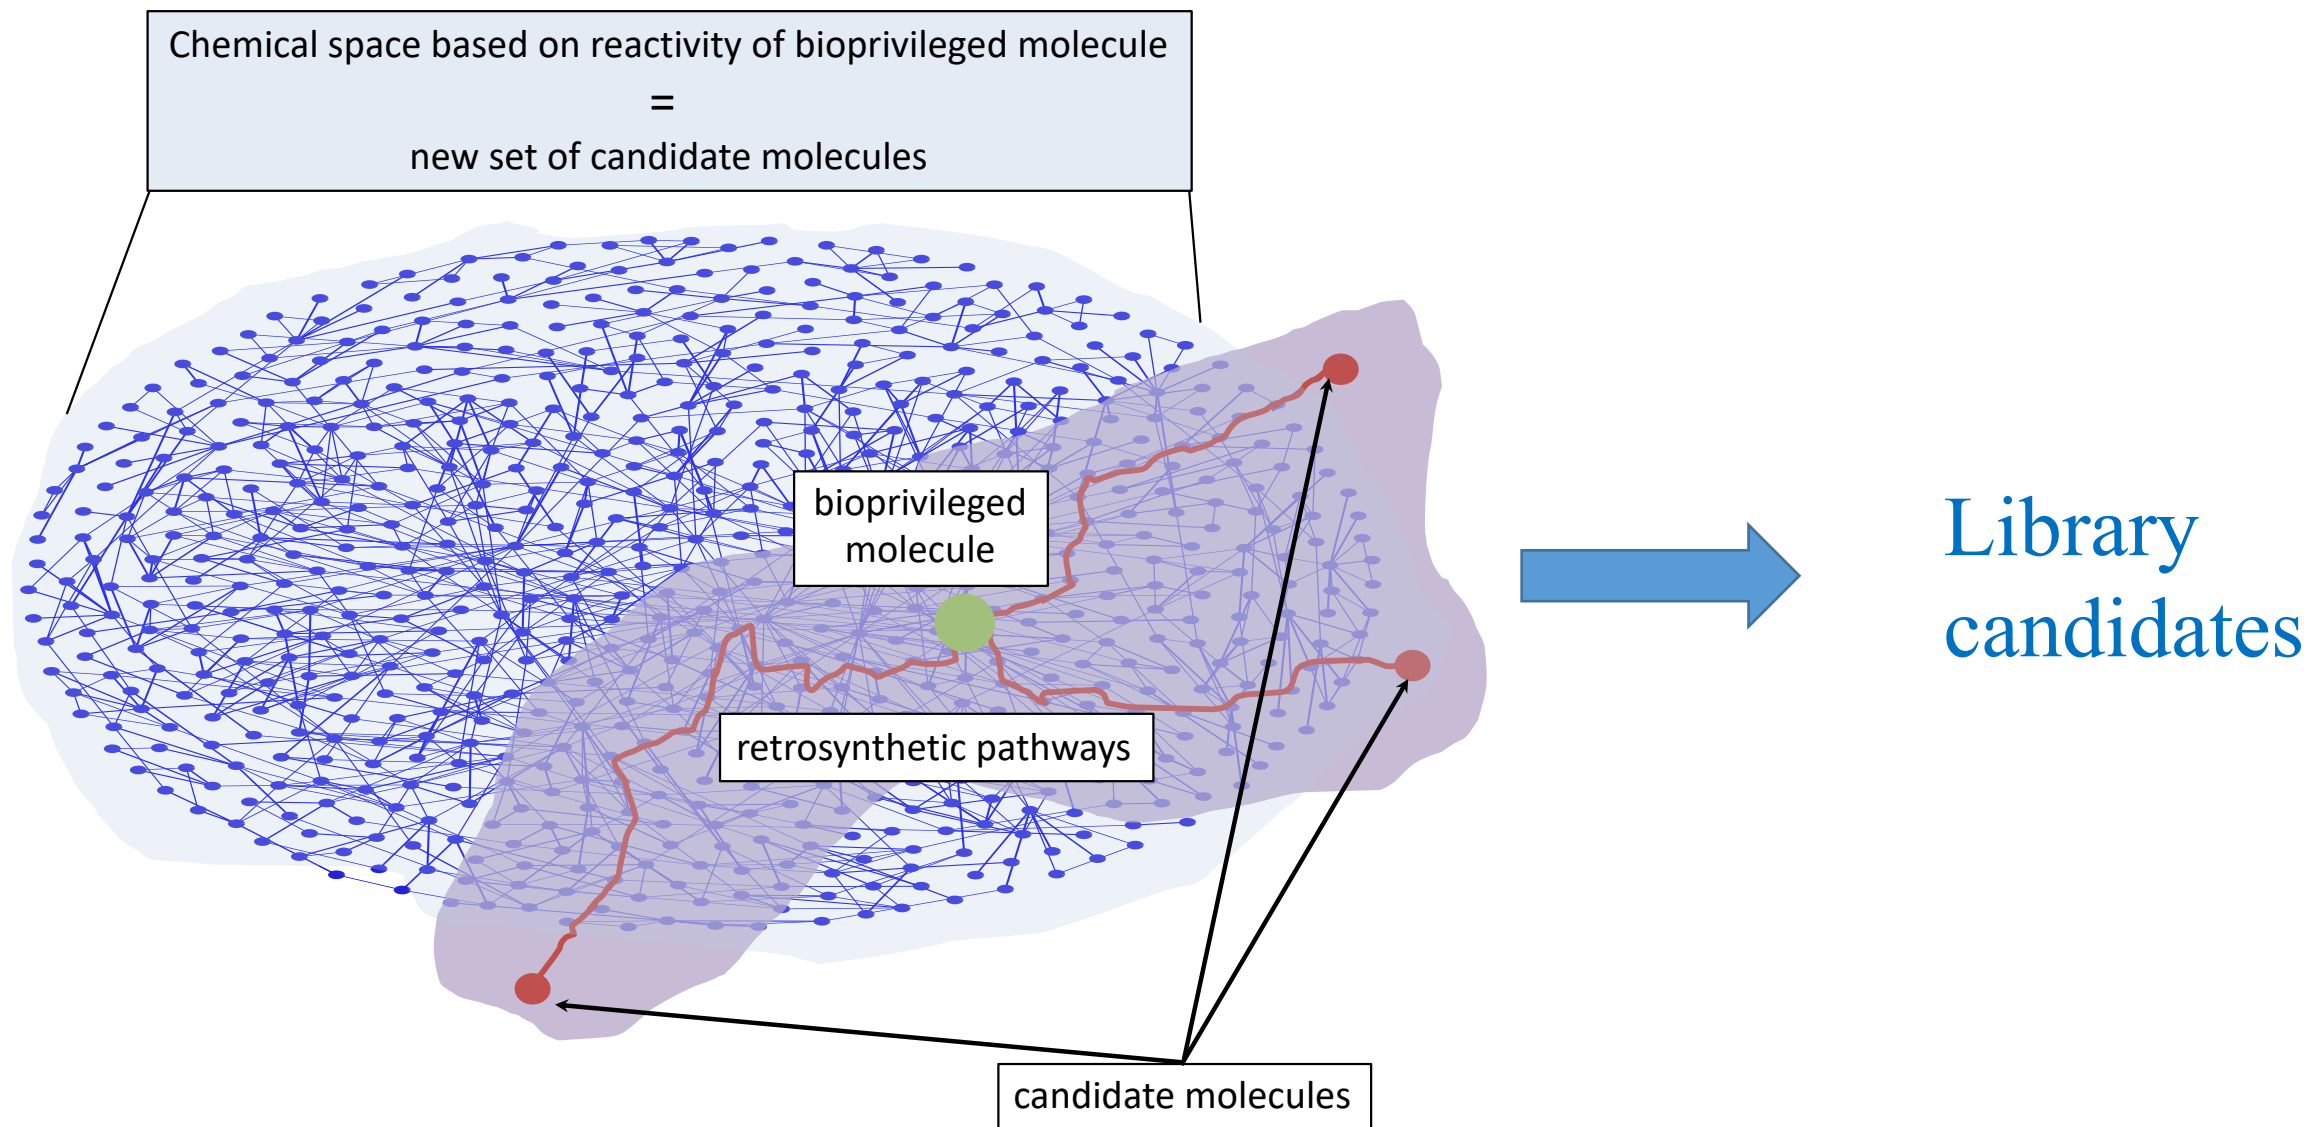 Chemical space based on reactivity of bioprivileged molecule
=
new set of candidate molecules
bioprivileged
molecule
retrosynthetic pathways
candidate molecules
Library
candidates